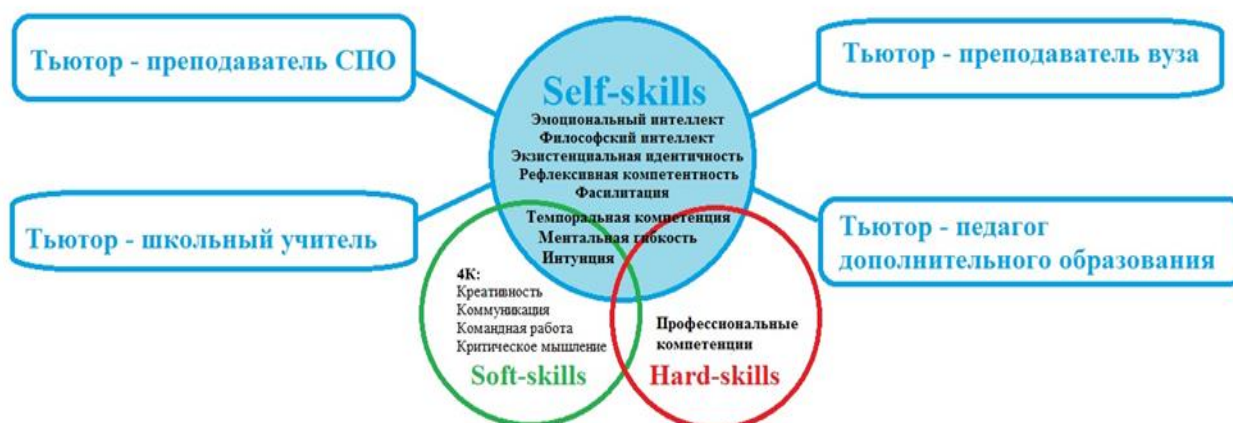 Тьютор - преподаватель СПО
Тьютор - преподаватель вуза
Self-skills
Эмоциональный интеллект
Философский интеллект
Экзистенциальная идентичность
Рефлексивная компетентность
Фасилитация
Темпоральная компетенция
Ментальная гибкость
Интуиция
Тьютор - школьный учитель
Тьютор - педагог
дополнительного образования
4К:
Креативность
Коммуникация
Командная работа
Критическое мышление
Soft-skills
Профессиональные
компетенции
Hard-skills